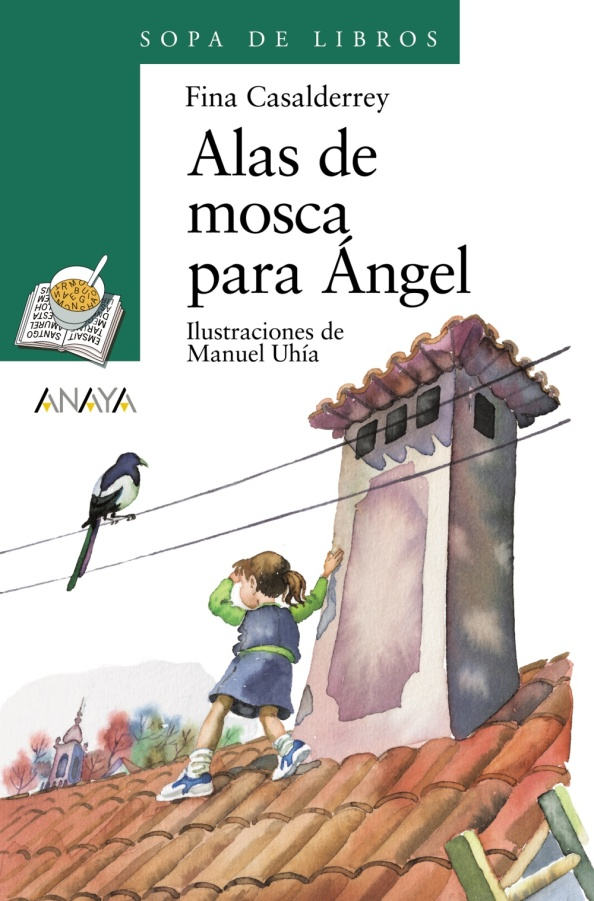 SOPA DE LIBROS
Fina Casalderrey
Alas de
mosca
para Ángel
Ilustraciones de
Manuel Uhía
ANAYA